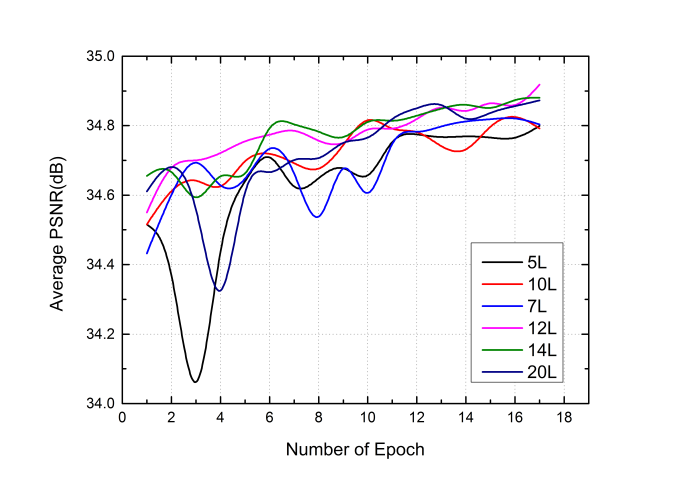 35.0
34.8
34.6
34.4
34.2
34.0
0 2 4 6 8 10 12 14 16 18
Average PSNR(dB)
Number of Epoch
5L
10L
7L
12L
14L
20L